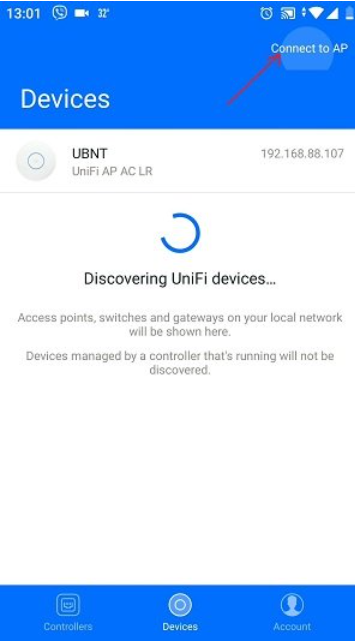 13:01 32°
Connect to AP
Devices
UBNT 192.168.88.107
UniFi AP AC LR
Discovering UniFi devices...
Access points, switches and gateways on your local network
will be shown here.
Devices managed by a controller that's running will not be
discovered.
Controllers Devices Account